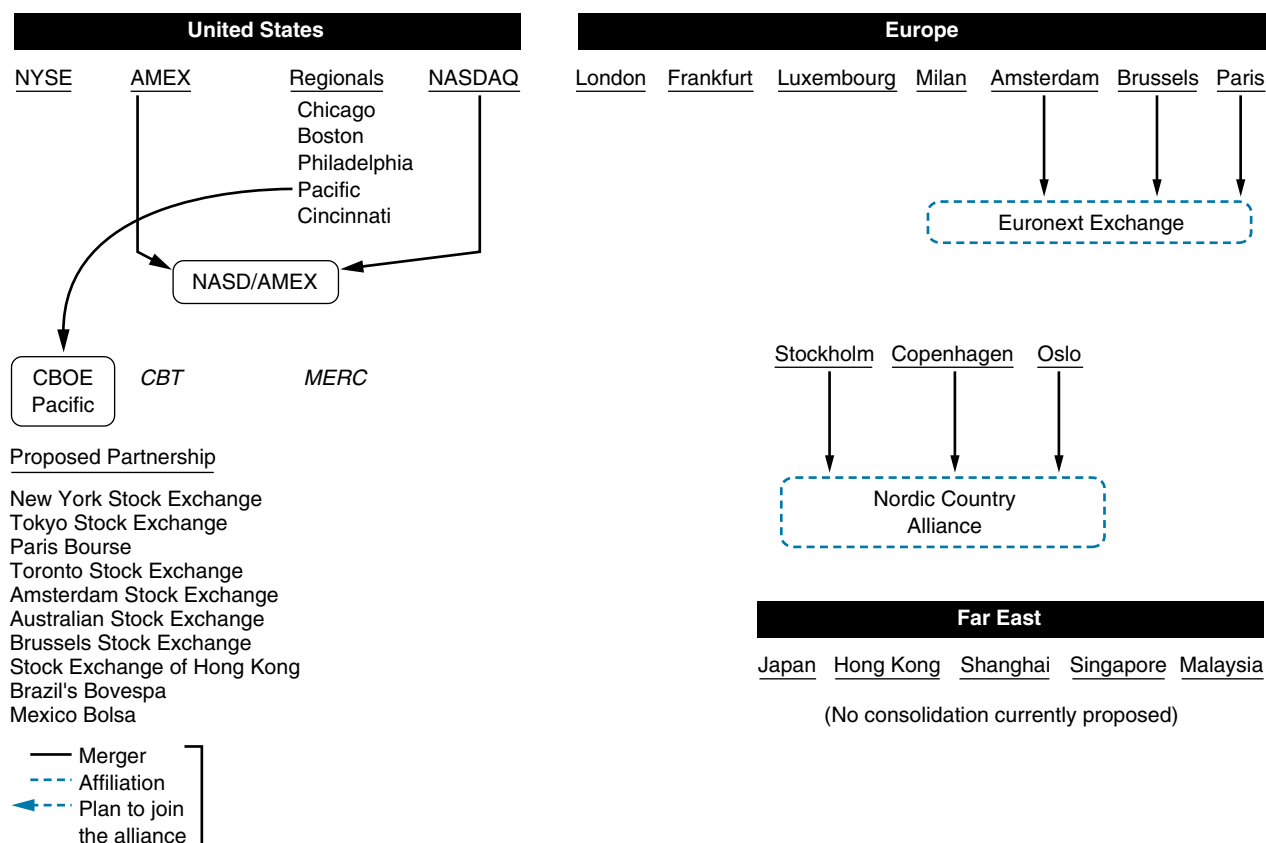 United States
NYSE AMEX Regionals NASDAQ
Chicago
Boston
Philadelphia
Pacific
Cincinnati
NASD/AMEX
CBOE
Pacific
CBT MERC
Proposed Partnership
New York Stock Exchange
Tokyo Stock Exchange
Paris Bourse
Toronto Stock Exchange
Amsterdam Stock Exchange
Australian Stock Exchange
Brussels Stock Exchange
Stock Exchange of Hong Kong
Brazil's Bovespa
Mexico Bolsa
Merger
Affiliation
Plan to join
the alliance
Europe
London Frankfurt Luxembourg Milan Amsterdam Brussels Paris
Euronext Exchange
Stockholm Copenhagen Oslo
Nordic Country
Alliance
Far East
Japan Hong Kong Shanghai Singapore Malaysia
(No consolidation currently proposed)